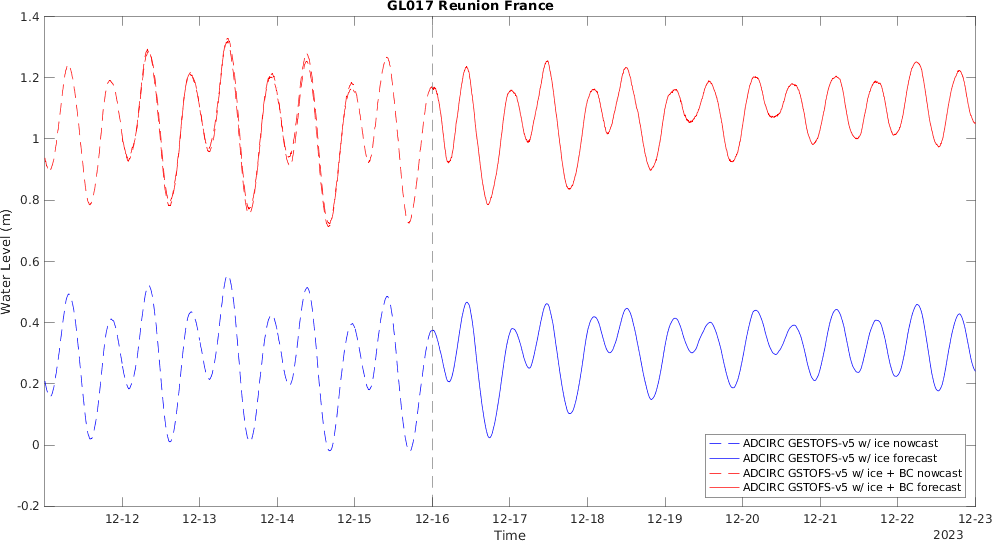 GL017 Reunion France
1.4
1.2
1
0.8
0.6
0.4
0.2
0
-0.2
Water Level (m)
ADCIRC GESTOFS-v5 w/ ice nowcast
ADCIRC GESTOFS-v5 w/ ice forecast
ADCIRC GSTOFS-v5 w/ ice + BC nowcast
ADCIRC GSTOFS-v5 w/ ice + BC forecast
12-12 12-13 12-14 12-15 12-16 12-17 12-18 12-19 12-20 12-21 12-22 12-23
Time
2023